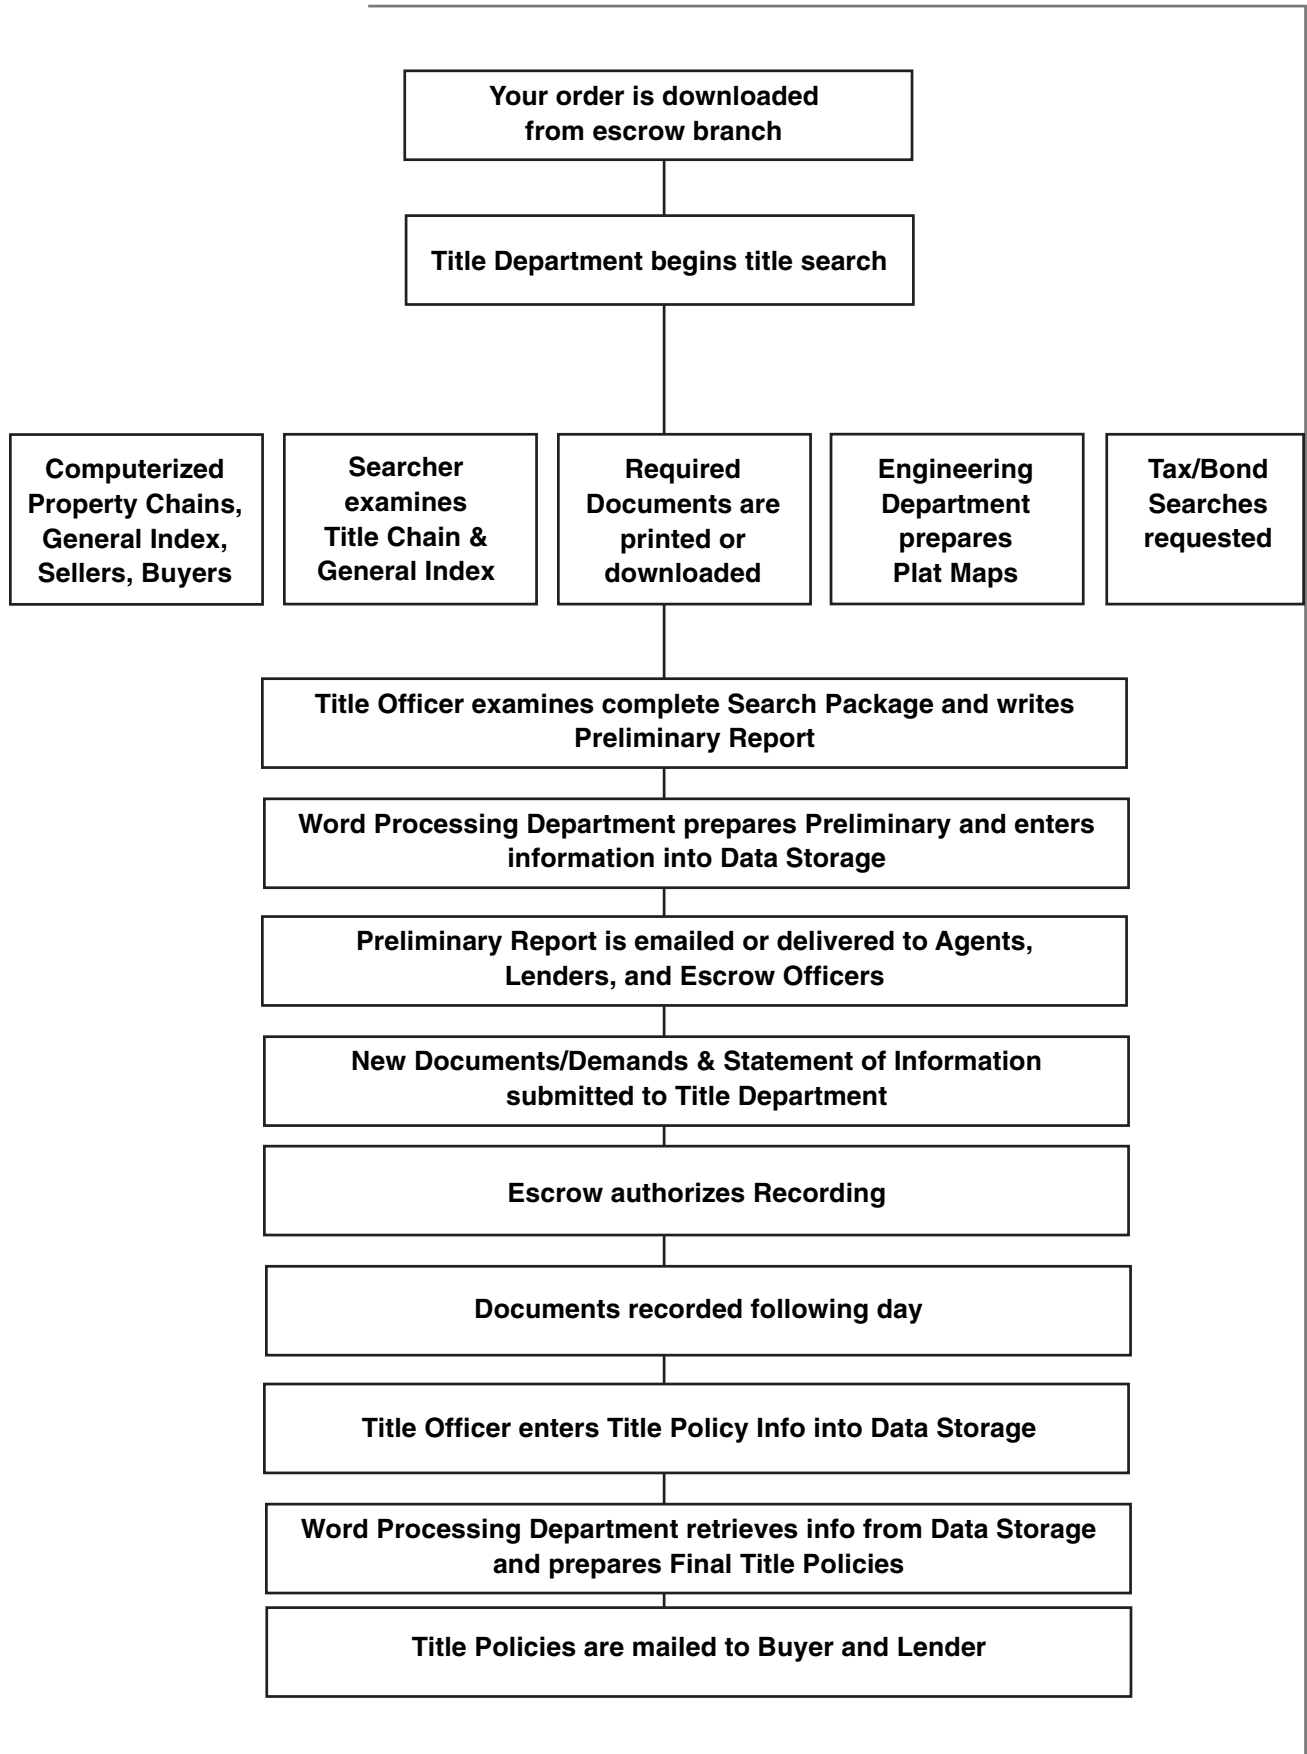 Your order is downloaded
from escrow branch
Title Department begins title search
Computerized
Property Chains,
General Index,
Sellers, Buyers
Searcher
examines
Title Chain &
General Index
Required
Documents are
printed or
downloaded
Engineering
Department
prepares
Plat Maps
Tax/Bond
Searches
requested
Title Officer examines complete Search Package and writes
Preliminary Report
Word Processing Department prepares Preliminary and enters
information into Data Storage
Preliminary Report is emailed or delivered to Agents,
Lenders, and Escrow Officers
New Documents/Demands & Statement of Information
submitted to Title Department
Escrow authorizes Recording
Documents recorded following day
Title Officer enters Title Policy Info into Data Storage
Word Processing Department retrieves info from Data Storage
and prepares Final Title Policies
Title Policies are mailed to Buyer and Lender